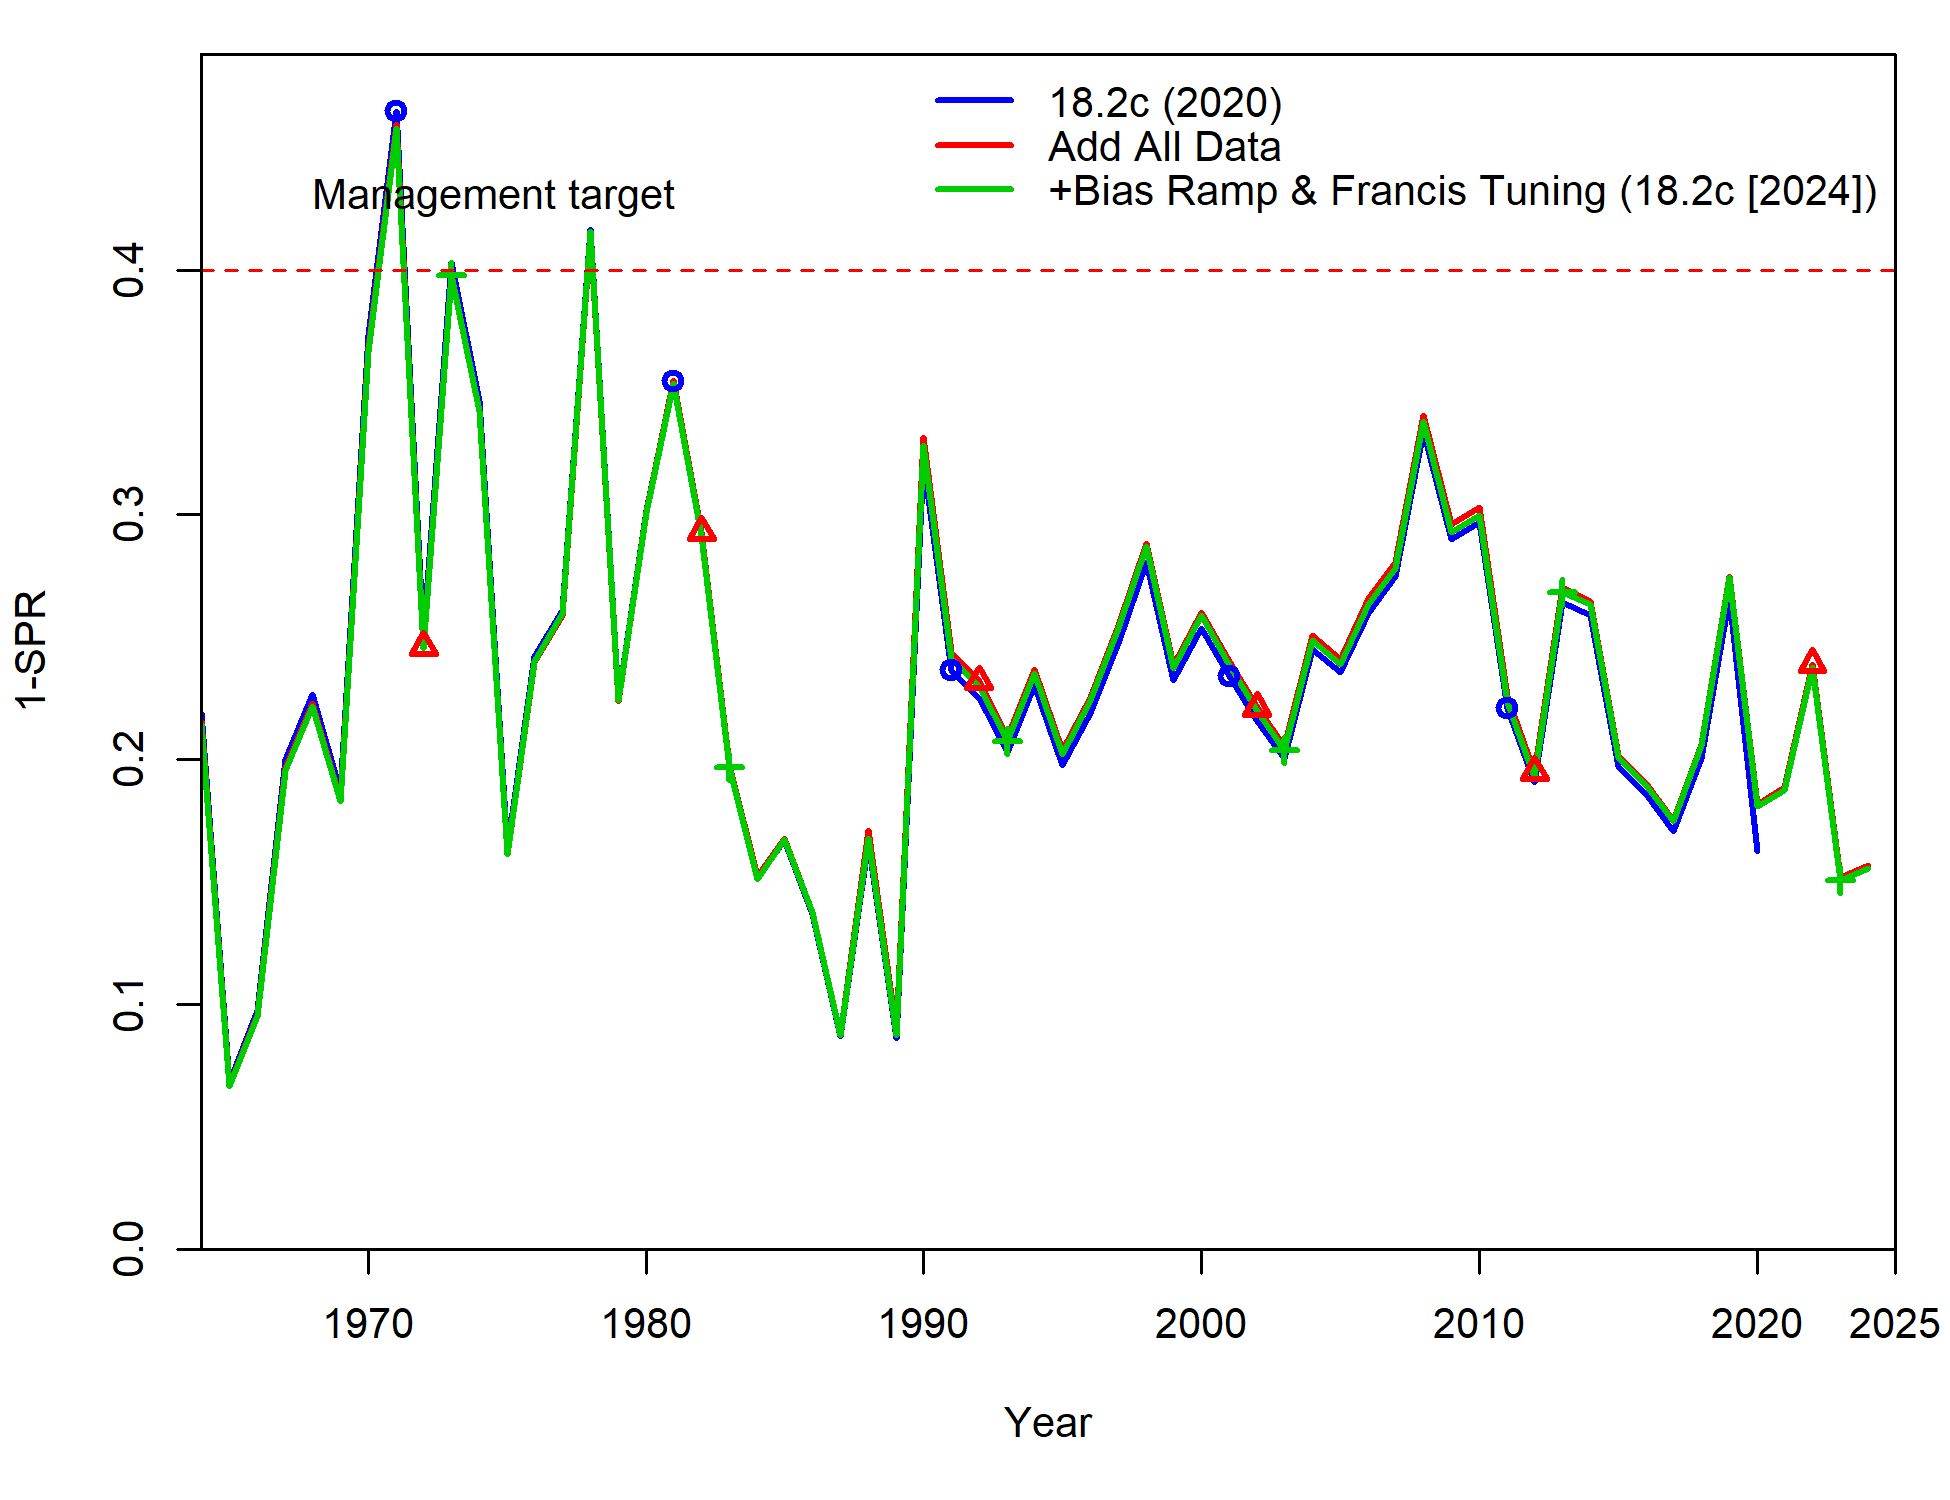 18.2c (2020)
Add All Data
+Bias Ramp & Francis Tuning (18.2c [2024])
Management target
1-SPR
0.4
0.3
0.2
0.1
0.0
1970 1980 1990 2000 2010 2020 2025
Year